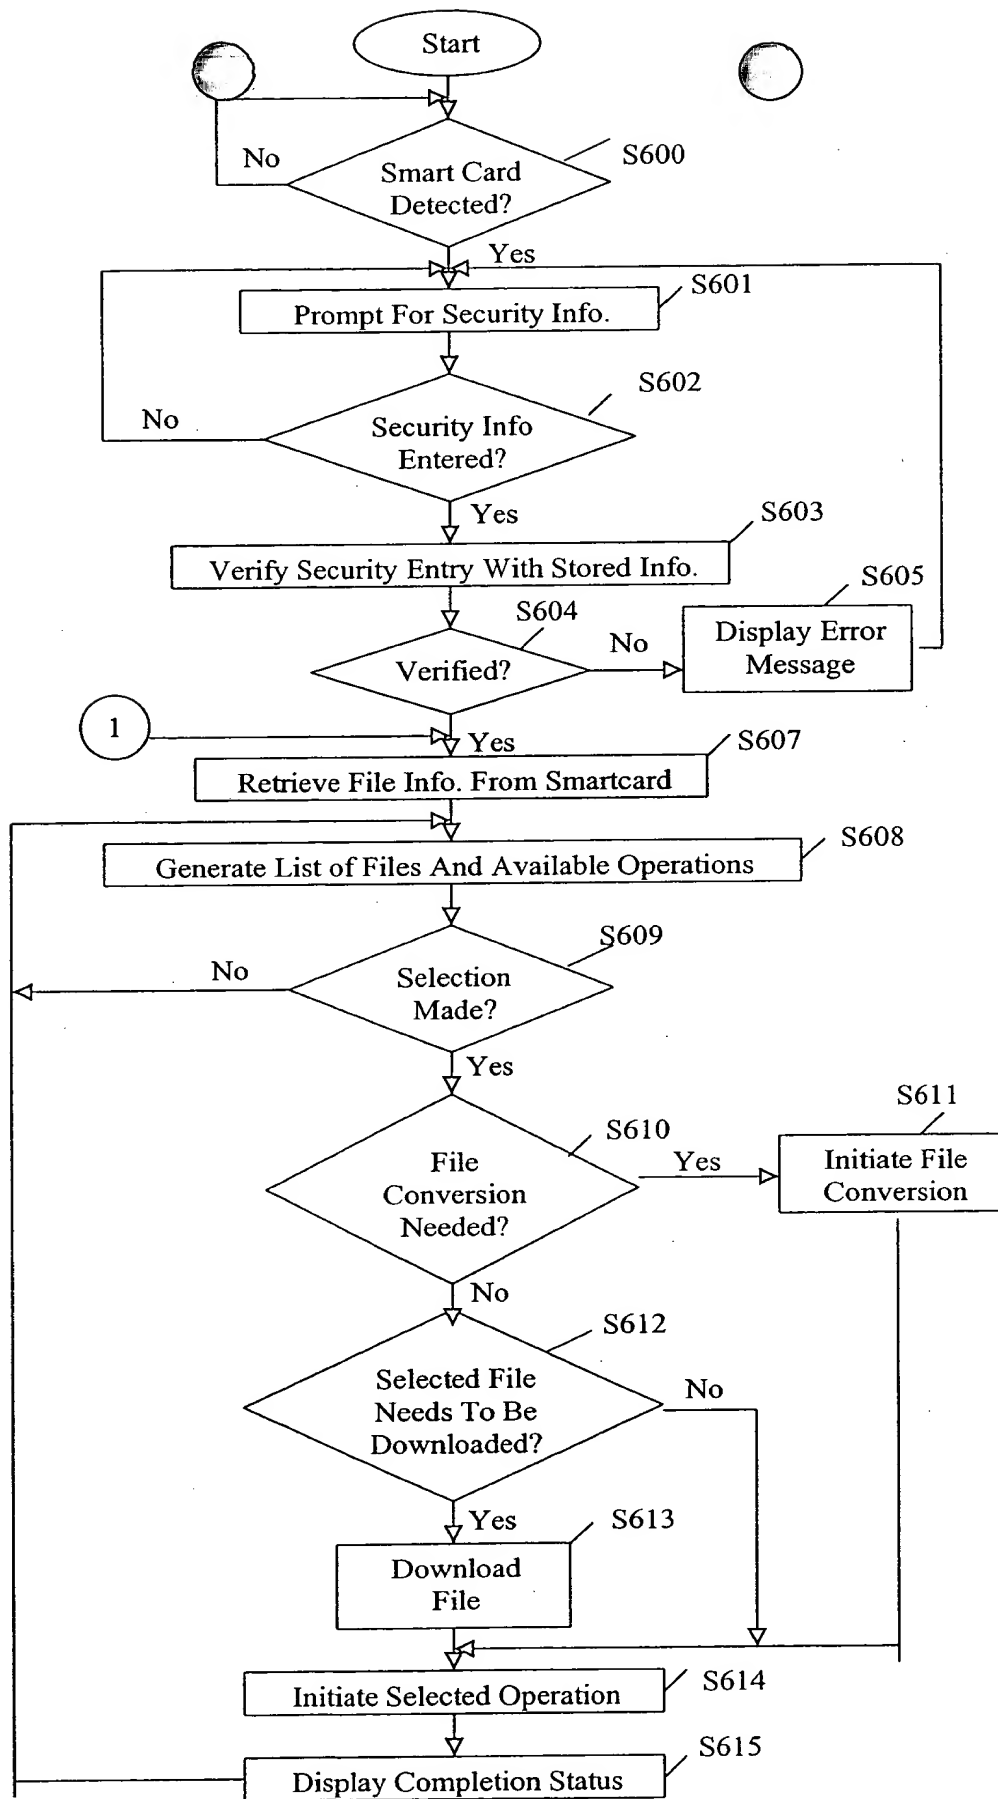 Start
No
S600
Smart Card
Detected?
Yes
S601
Prompt For Security Info.
S602
No
Security Info
Entered?
Yes
S603
Verify Security Entry With Stored Info.
S605
S604
Display Error
Message
No
Verified?
1
Yes
S607
Retrieve File Info. From Smartcard
S608
Generate List of Files And Available Operations
S609
No
Selection
Made?
Yes
S611
S610
File
Conversion
Needed?
Yes
Initiate File
Conversion
No
S612
Selected File
Needs To Be
Downloaded?
No
Yes
S613
Download
File
S614
Initiate Selected Operation
S615
Display Completion Status